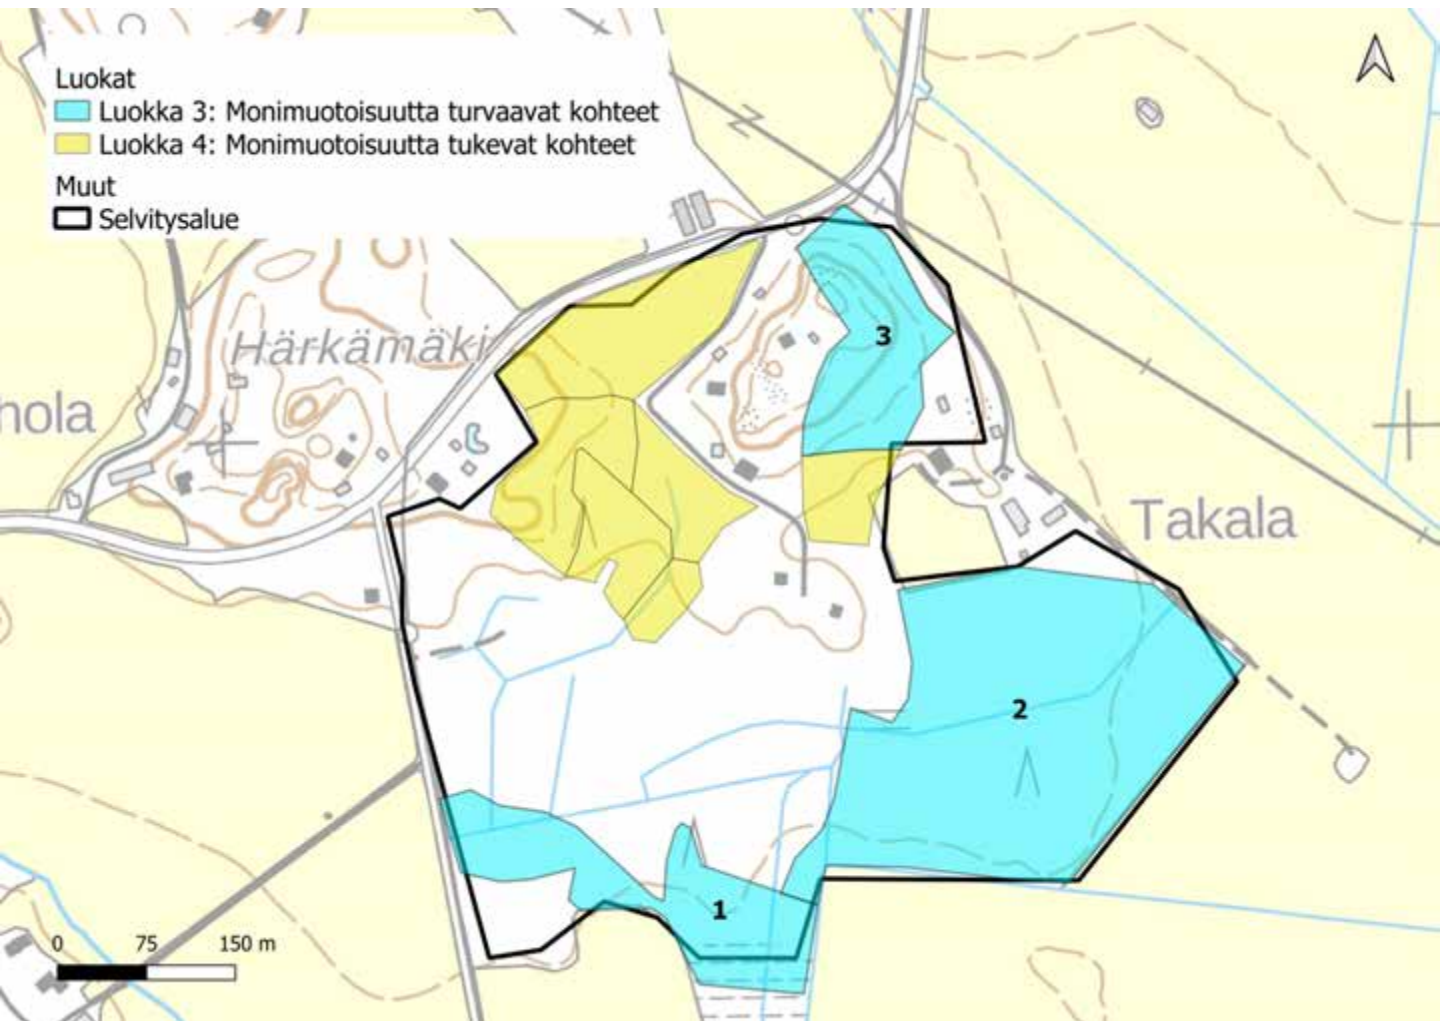 Luokat
Luokka 3: Monimuotoisuutta turvaavat kohteet
Luokka 4: Monimuotoisuutta tukevat kohteet
Muut
Selvitysalue
Härkämäki
3
hola
Takala
2
1
0 75 150 m